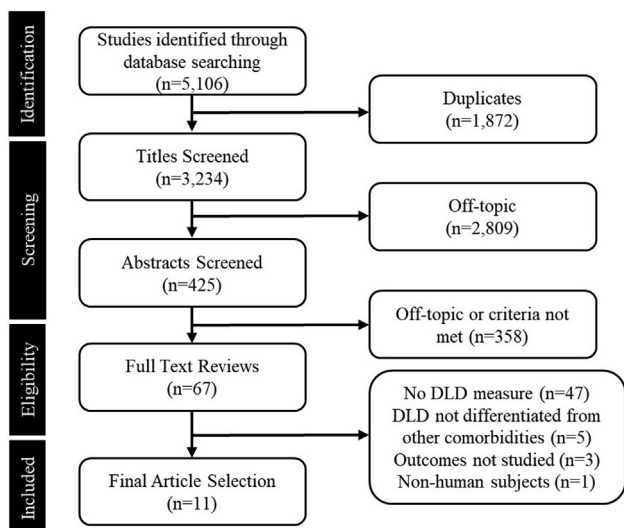 Identification
Studies identified through
database searching
(n=5,106)
Duplicates
(n=1,872)
Screening
Titles Screened
(n=3,234)
Off-topic
(n=2,809)
Abstracts Screened
(n=425)
Off-topic or criteria not
met (n=358)
Eligibility
Full Text Reviews
(n=67)
No DLD measure (n=47)
DLD not differentiated from
other comorbidities (n=5)
Outcomes not studied (n=3)
Non-human subjects (n=1)
Included
Final Article Selection
(n=11)